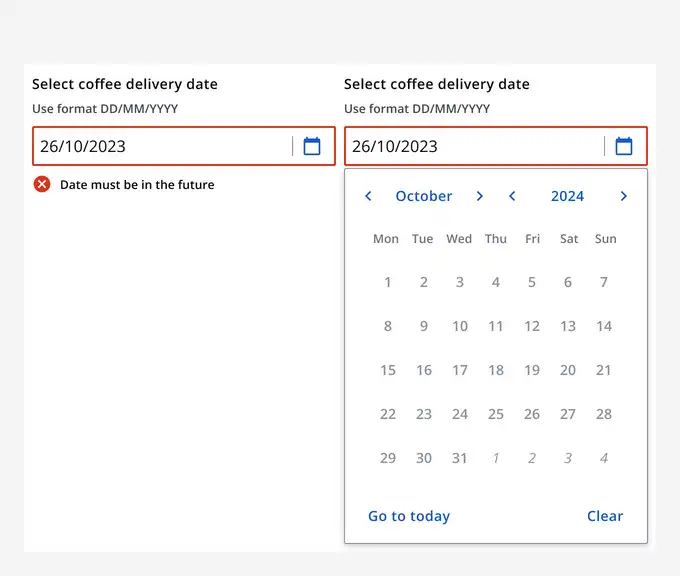 Select coffee delivery date
Use format DD/MM/YYYY
26/10/2023
Date must be in the future
Select coffee delivery date
Use format DD/MM/YYYY
26/10/2023
October 2024
Mon Tue Wed Thu Fri Sat Sun
1 2 3 4 5 6 7
8 9 10 11 12 13 14
15 16 17 18 19 20 21
22 23 24 25 26 27 28
29 30 31 1 2 3 4
Go to today Clear